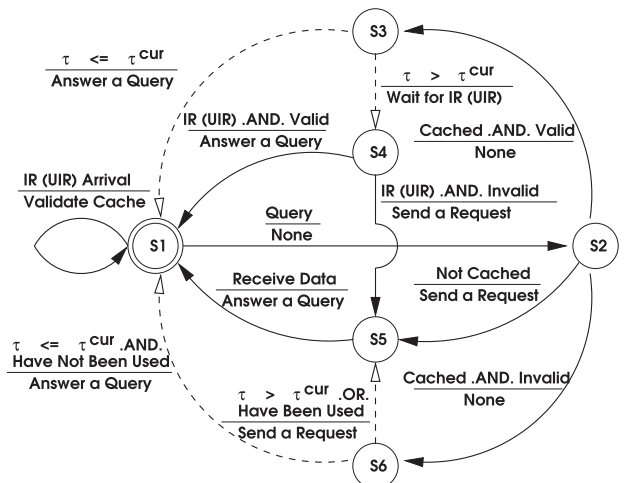 S3
τ <= τ cur
Answer a Query
τ > τ cur
Wait for IR (UIR)
IR (UIR) .AND. Valid
Answer a Query
Cached .AND. Valid
None
S4
IR (UIR) Arrival
Validate Cache
IR (UIR) .AND. Invalid
Send a Request
Query
None
S1
S2
Receive Data
Answer a Query
Not Cached
Send a Request
S5
τ <= τ cur .AND.
Have Not Been Used
Answer a Query
Cached .AND. Invalid
None
τ > τ cur .OR.
Have Been Used
Send a Request
S6